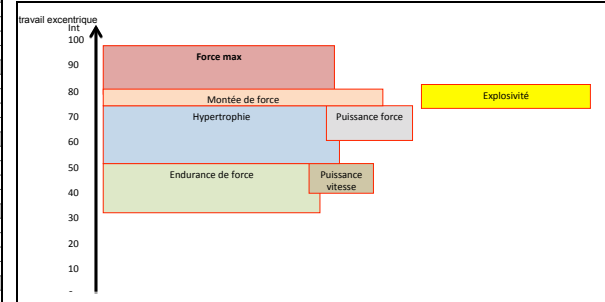 travail excentrique
Int
100
Force max
90
80
Explosivité
Montée de force
70
Hypertrophie
Puissance force
60
50
Endurance de force
Puissance
vitesse
40
30
20
10
-